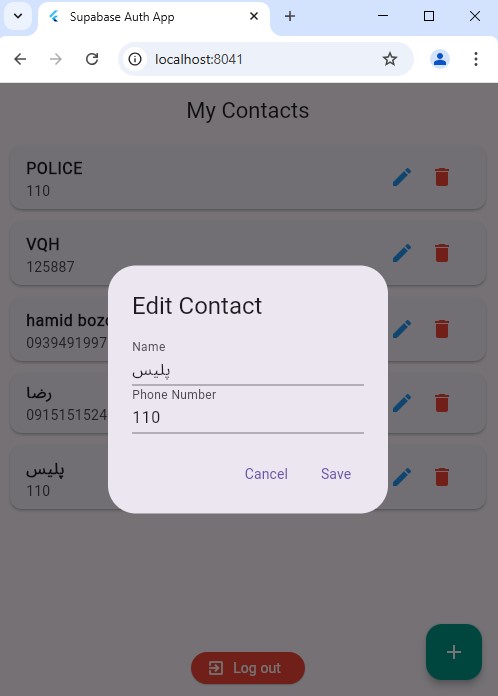 Supabase Auth App
localhost:8041
My Contacts
POLICE
110
VQH
125887
hamid bozo
0939491997
رضا
0915151524
پلیس
110
Edit Contact
Name
پلیس
Phone Number
110
Cancel
Save
Log out